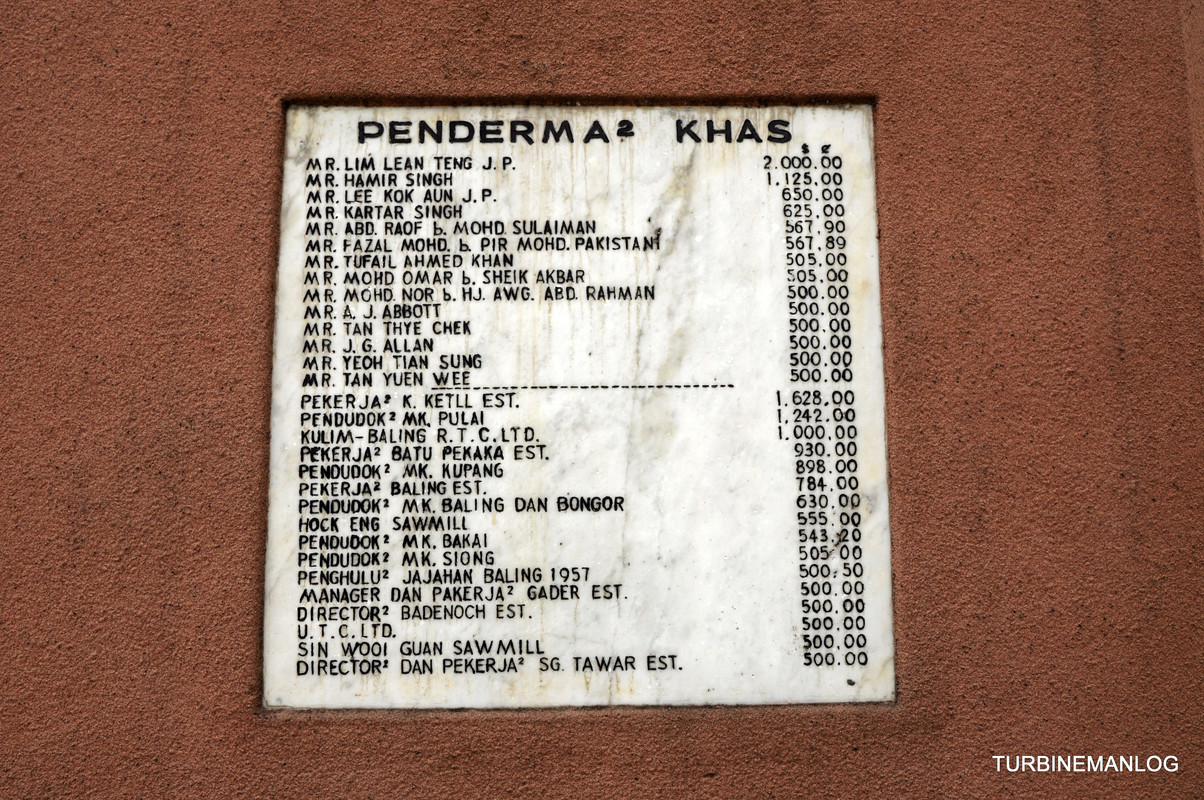 PENDERMA² KHAS
$ ¢
MR. LIM LEAN TENG J.P. 2.000.00
MR. HAMIR SINGH 1.125.00
MR. LEE KOK AUN J.P. 650.00
MR. KARTAR SINGH 625.00
MR. ABD. RAOF b. MOHD. SULAIMAN 567.90
MR. FAZAL MOHD. b. PIR MOHD. PAKISTANI 567.89
MR. TUFAIL AHMED KHAN 505.00
MR. MOHD OMAR b. SHEIK AKBAR 505.00
MR. MOHD. NOR b. HJ. AWG. ABD. RAHMAN 500.00
MR. A. J. ABBOTT 500.00
MR. TAN THYE CHEK 500.00
MR. J. G. ALLAN 500.00
MR. YEOH TIAN SUNG 500.00
MR. TAN YUEN WEE 500.00
PEKERJA² K. KETLL EST. 1.628.00
PENDUDOK² MK. PULAI 1.242.00
KULIM-BALING R.T.C. LTD. 1.000.00
PEKERJA² BATU PEKAKA EST. 930.00
PENDUDOK² MK. KUPANG 898.00
PEKERJA² BALING EST. 784.00
PENDUDOK² MK. BALING DAN BONGOR 630.00
HOCK ENG SAWMILL 555.00
PENDUDOK² MK. BAKAI 543.20
PENDUDOK² MK. SIONG 505.00
PENGHULU² JAJAHAN BALING 1957 500.50
MANAGER DAN PAKERJA² GADER EST. 500.00
DIRECTOR² BADENOCH EST. 500.00
U.T.C. LTD. 500.00
SIN WOOI GUAN SAWMILL 500.00
DIRECTOR² DAN PEKERJA² SG. TAWAR EST. 500.00
TURBINEMANLOG